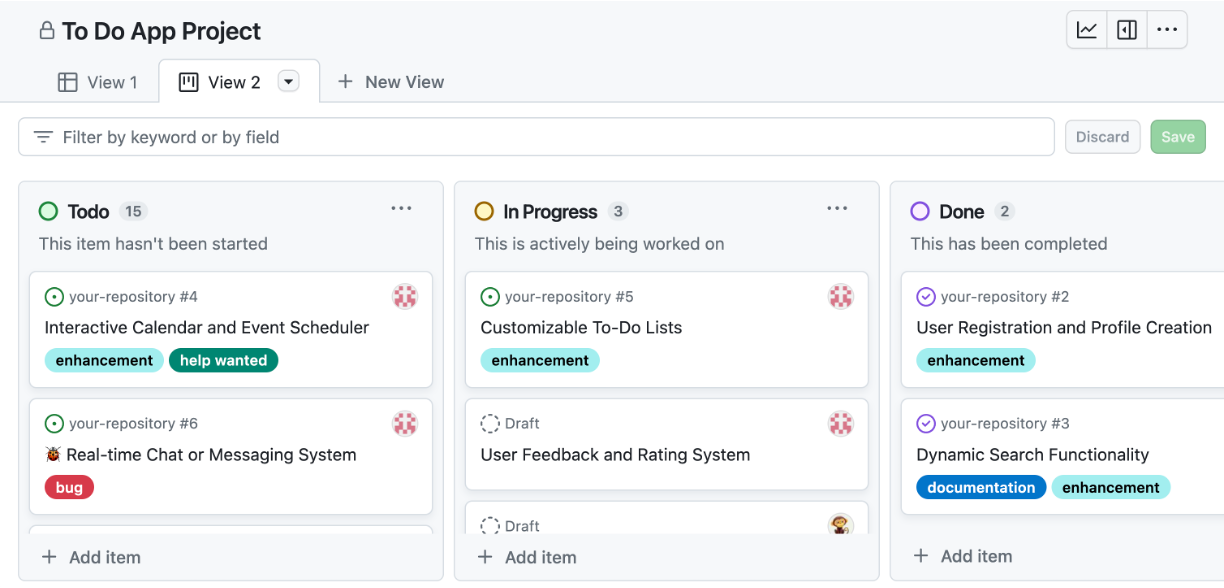 To Do App Project
View 1
View 2
New View
Filter by keyword or by field
Discard
Save
Todo 15
This item hasn't been started
your-repository #4
Interactive Calendar and Event Scheduler
enhancement help wanted
your-repository #6
Real-time Chat or Messaging System
bug
Add item
In Progress 3
This is actively being worked on
your-repository #5
Customizable To-Do Lists
enhancement
Draft
User Feedback and Rating System
Draft
Add item
Done 2
This has been completed
your-repository #2
User Registration and Profile Creation
enhancement
your-repository #3
Dynamic Search Functionality
documentation enhancement
Add item